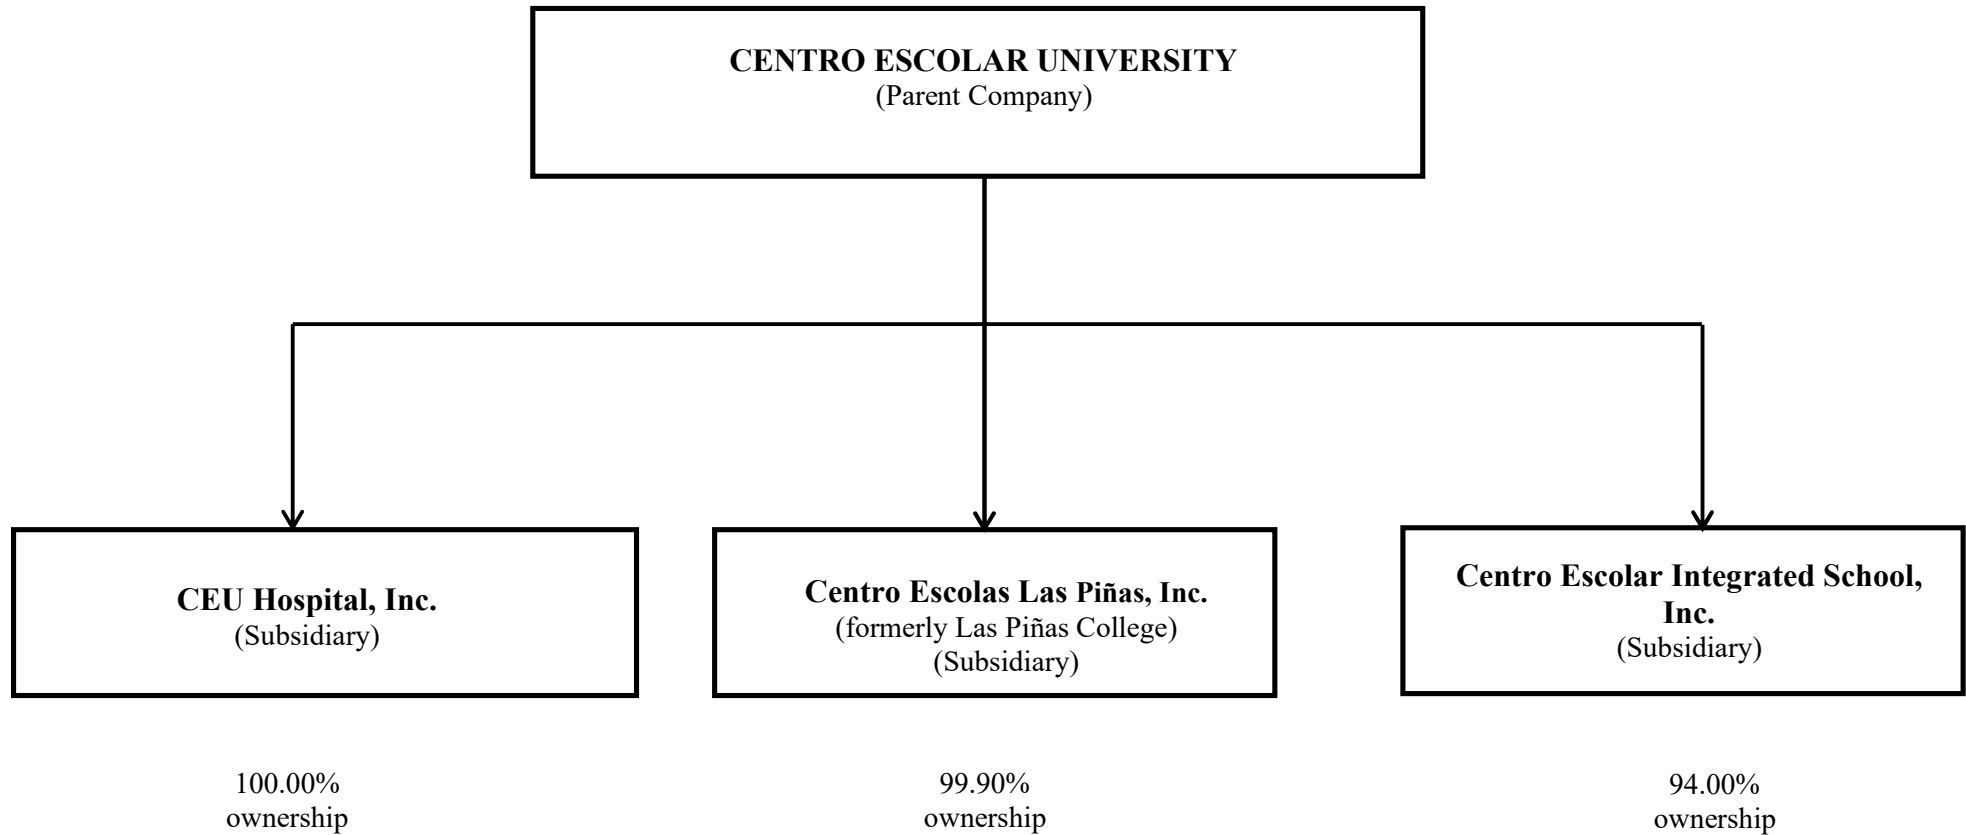 CENTRO ESCOLAR UNIVERSITY
(Parent Company)
CEU Hospital, Inc.
(Subsidiary)
Centro Escolas Las Piñas, Inc.
(formerly Las Piñas College)
(Subsidiary)
Centro Escolar Integrated School,
Inc.
(Subsidiary)
100.00%
ownership
99.90%
ownership
94.00%
ownership